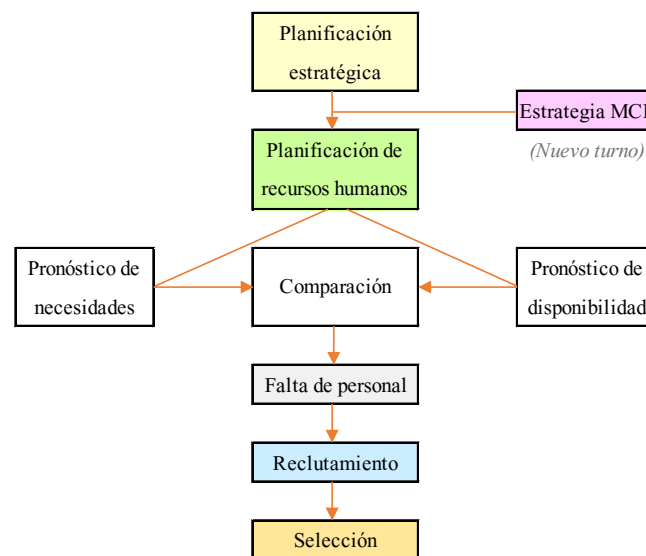 Planificación
estratégica
Estrategia
(Nuevo turno)
Planificación de
recursos humanos
Pronóstico de
necesidades
Comparación
Pronóstico de
disponibilidad
Falta de personal
Reclutamiento
Selección